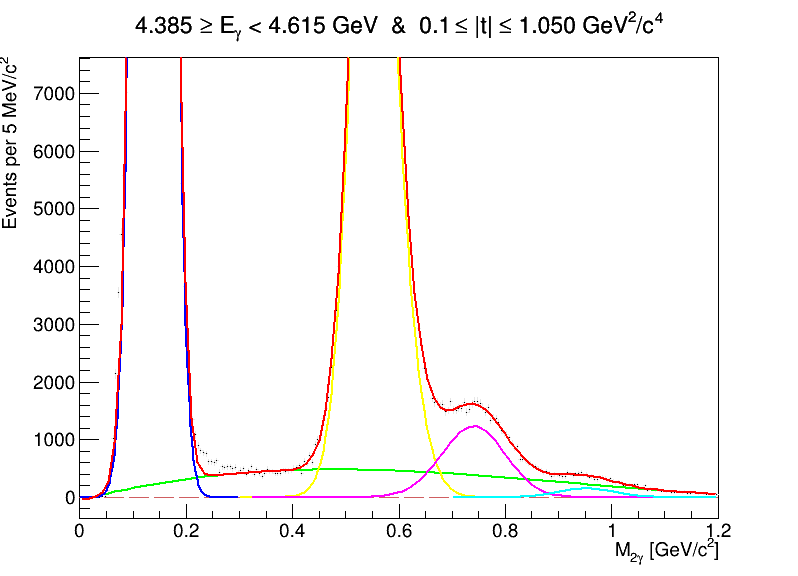 4.385 ≥ Eγ < 4.615 GeV & 0.1 ≤ |t| ≤ 1.050 GeV²/c⁴
Events per 5 MeV/c²
7000
6000
5000
4000
3000
2000
1000
0
0 0.2 0.4 0.6 0.8 1 1.2
M2γ [GeV/c²]